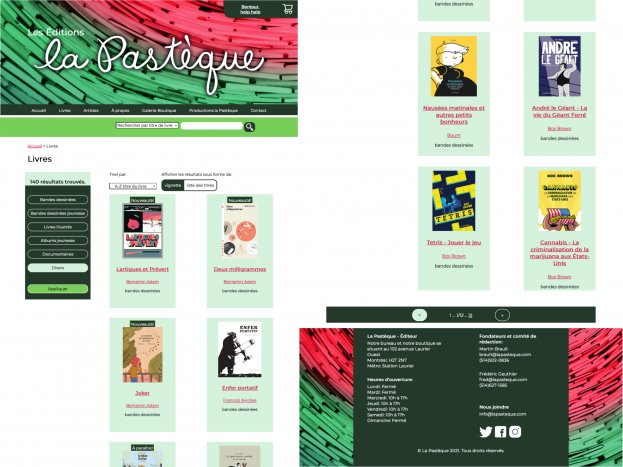 Bonjour,
help help
Les Éditions
la Pastèque
Accueil
Livres
Artistes
À propos
Galerie-Boutique
Productions la Pastèque
Contact
Rechercher par titre de livre
Accueil > Livres
Livres
140 résultats trouvés.
Bandes dessinées
Bandes dessinées jeunesse
Livres illustrés
Albums jeunesse
Documentaires
Divers
Appliquer
Trier par:
A-Z titre du livre
Afficher les résultats sous forme de:
vignette
liste des titres
Nouveauté!
Lartigues et Prévert
Benjamin Adam
bandes dessinées
Nouveauté!
Deux milligrammes
Benjamin Adam
bandes dessinées
Nouveauté!
Joker
Benjamin Adam
bandes dessinées
ENFER
PORTATIF
Enfer portatif
François Ayroles
bandes dessinées
À paraître!
bandes dessinées
bandes dessinées
Nausées matinales et
autres petits
bonheurs
Baum
bandes dessinées
ANDRÉ
LE GÉANT
André le Géant - La
vie du Géant Ferré
Box Brown
bandes dessinées
TETRIS
Tetris - Jouer le jeu
Box Brown
bandes dessinées
BOX BROWN
CANNABIS
Cannabis - La
criminalisation de la
marijuana aux États-
Unis
Box Brown
bandes dessinées
<
1 ... 1/12 ... 12
>
La Pastèque - Éditeur
Notre bureau et notre boutique se
situent au 102 avenue Laurier
Ouest
Montréal, H2T 2N7
Métro: Station Laurier
Heures d'ouverture:
Lundi: Fermé
Mardi: Fermé
Mercredi: 10h à 17h
Jeudi: 10h à 17h
Vendredi: 10h à 17h
Samedi: 10h à 17h
Dimanche: Fermé
Fondateurs et comité de
rédaction:
Martin Brault
brault@lapasteque.com
(514)502-0836
Frédéric Gauthier
fred@lapasteque.com
(514)627-1585
Nous joindre
info@lapasteque.com
© La Pastèque 2021. Tous droits réservés.